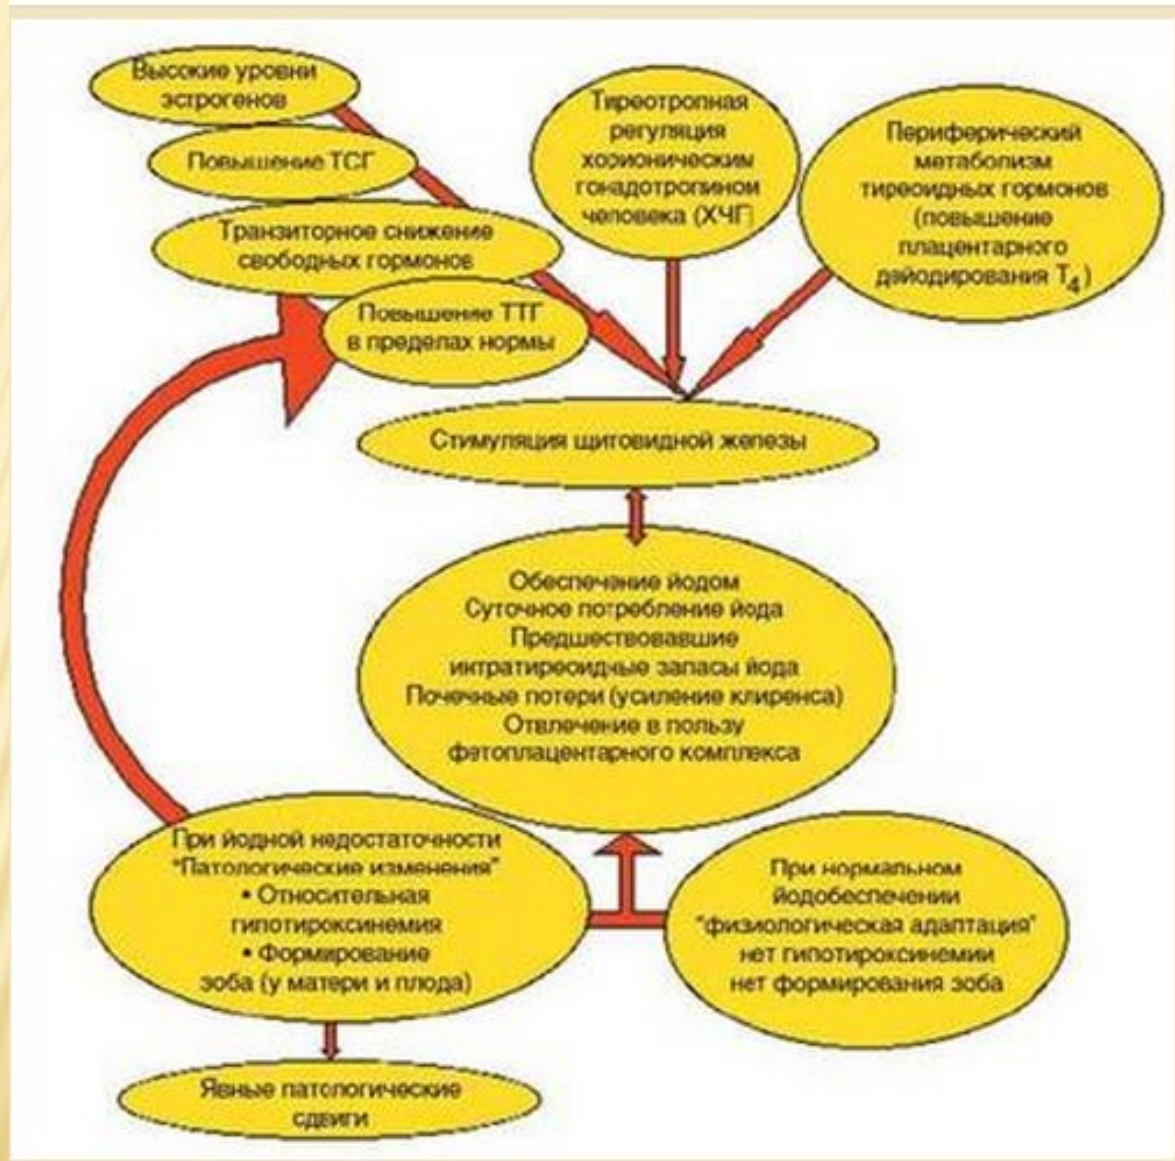 Высокие уровни
эстрогенов
Повышение ТСГ
Транзиторное снижение
свободных гормонов
Повышение ТТГ
в пределах нормы
Тиреотропная
регуляция
хорионическим
гонадотропином
человека (ХЧГ)
Периферический
метаболизм
тиреоидных гормонов
(повышение
плацентарного
дейодирования Т4)
Стимуляция щитовидной железы
Обеспечение йодом
Суточное потребление йода
Предшествовавшие
интратиреоидные запасы йода
Почечные потери (усиление клиренса)
Отвлечение в пользу
фетоплацентарного комплекса
При йодной недостаточности
"Патологические изменения"
• Относительная
гипотироксинемия
• Формирование
зоба (у матери и плода)
При нормальном
йодобеспечении
"физиологическая адаптация"
нет гипотироксинемии
нет формирования зоба
Явные патологические
сдвиги